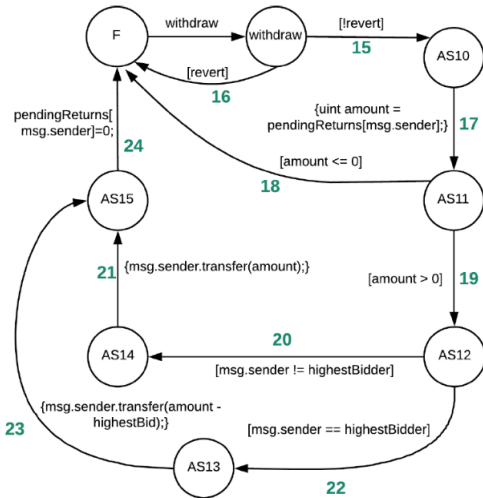 F
withdraw
withdraw
[!revert]
15
AS10
[revert]
16
{uint amount =
pendingReturns[msg.sender];}
17
pendingReturns[
msg.sender]=0;
24
[amount <= 0]
18
AS15
AS11
21
{msg.sender.transfer(amount);}
[amount > 0]
19
20
AS14
AS12
[msg.sender != highestBidder]
{msg.sender.transfer(amount -
highestBid);}
23
[msg.sender == highestBidder]
AS13
22